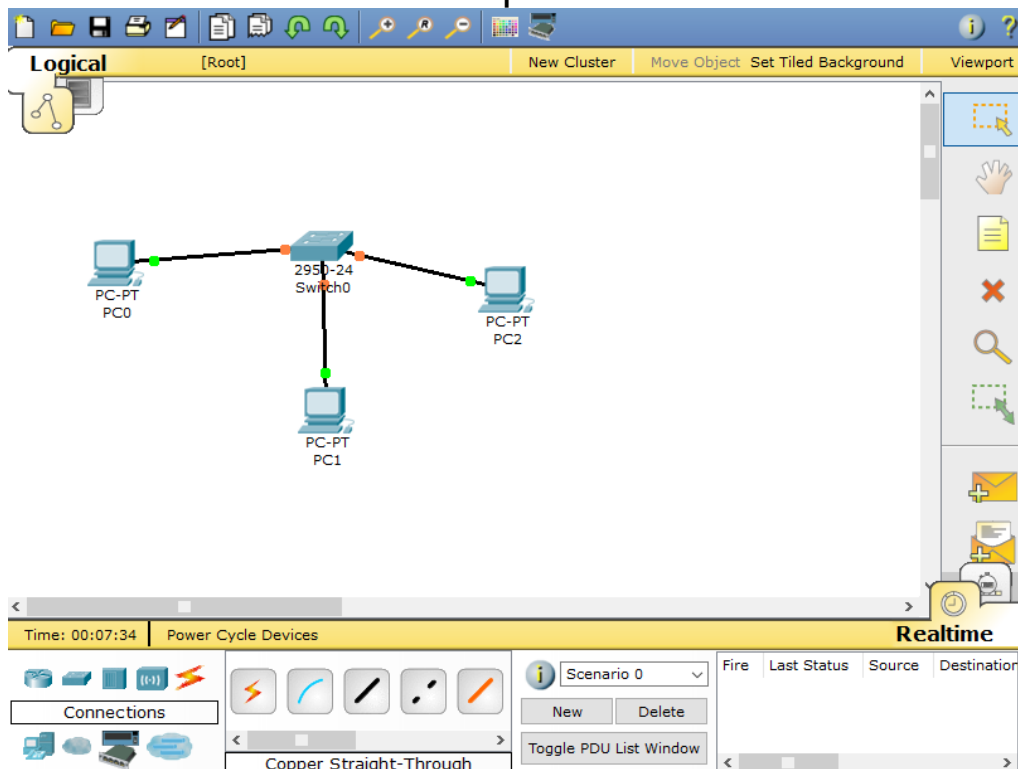 Logical [Root] New Cluster Move Object Set Tiled Background Viewport
2950-24
Switch0
PC-PT
PC0
PC-PT
PC2
PC-PT
PC1
Time: 00:07:34 Power Cycle Devices Realtime
Fire Last Status Source Destination
Scenario 0
Connections
New Delete
Toggle PDU List Window
Copper Straight-Through